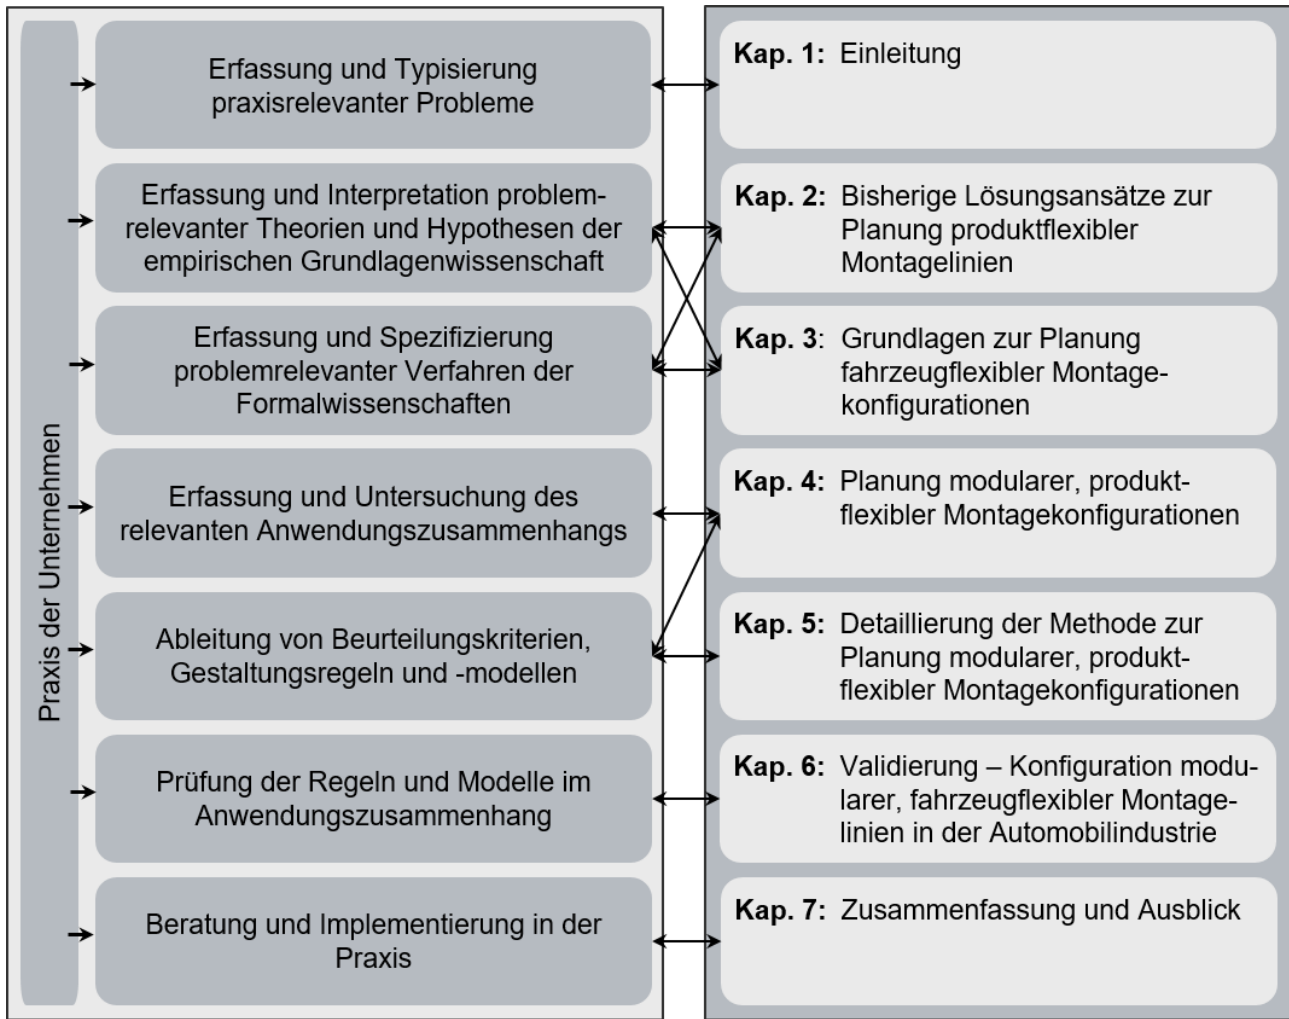 Praxis der Unternehmen
Erfassung und Typisierung
praxisrelevanter Probleme
Erfassung und Interpretation problem-
relevanter Theorien und Hypothesen der
empirischen Grundlagenwissenschaft
Erfassung und Spezifizierung
problemrelevanter Verfahren der
Formalwissenschaften
Erfassung und Untersuchung des
relevanten Anwendungszusammenhangs
Ableitung von Beurteilungskriterien,
Gestaltungsregeln und -modellen
Prüfung der Regeln und Modelle im
Anwendungszusammenhang
Beratung und Implementierung in der
Praxis
Kap. 1: Einleitung
Kap. 2: Bisherige Lösungsansätze zur
Planung produktflexibler
Montagelinien
Kap. 3: Grundlagen zur Planung
fahrzeugflexibler Montage-
konfigurationen
Kap. 4: Planung modularer, produkt-
flexibler Montagekonfigurationen
Kap. 5: Detaillierung der Methode zur
Planung modularer, produkt-
flexibler Montagekonfigurationen
Kap. 6: Validierung – Konfiguration modu-
larer, fahrzeugflexibler Montage-
linien in der Automobilindustrie
Kap. 7: Zusammenfassung und Ausblick